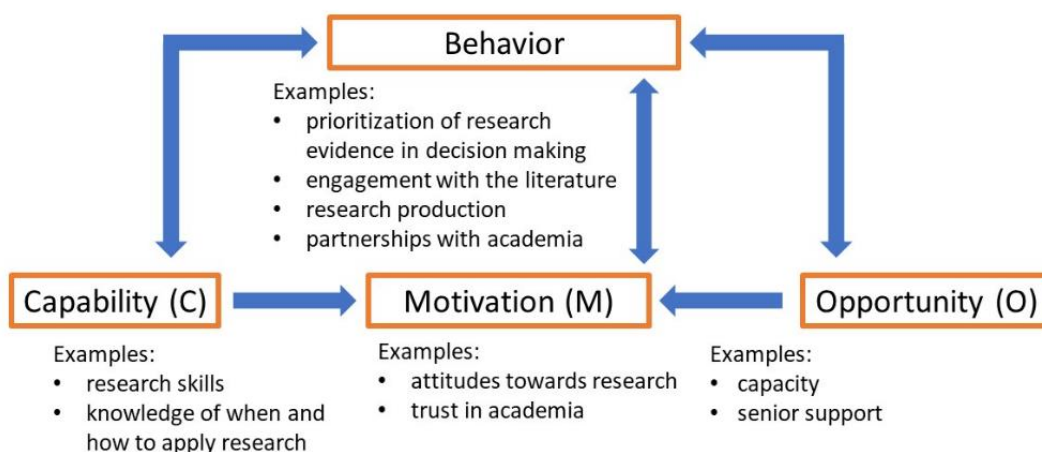 Behavior
Examples:
• prioritization of research
evidence in decision making
• engagement with the literature
• research production
• partnerships with academia
Capability (C)
Motivation (M)
Opportunity (O)
Examples:
• research skills
• knowledge of when and
how to apply research
Examples:
• attitudes towards research
• trust in academia
Examples:
• capacity
• senior support